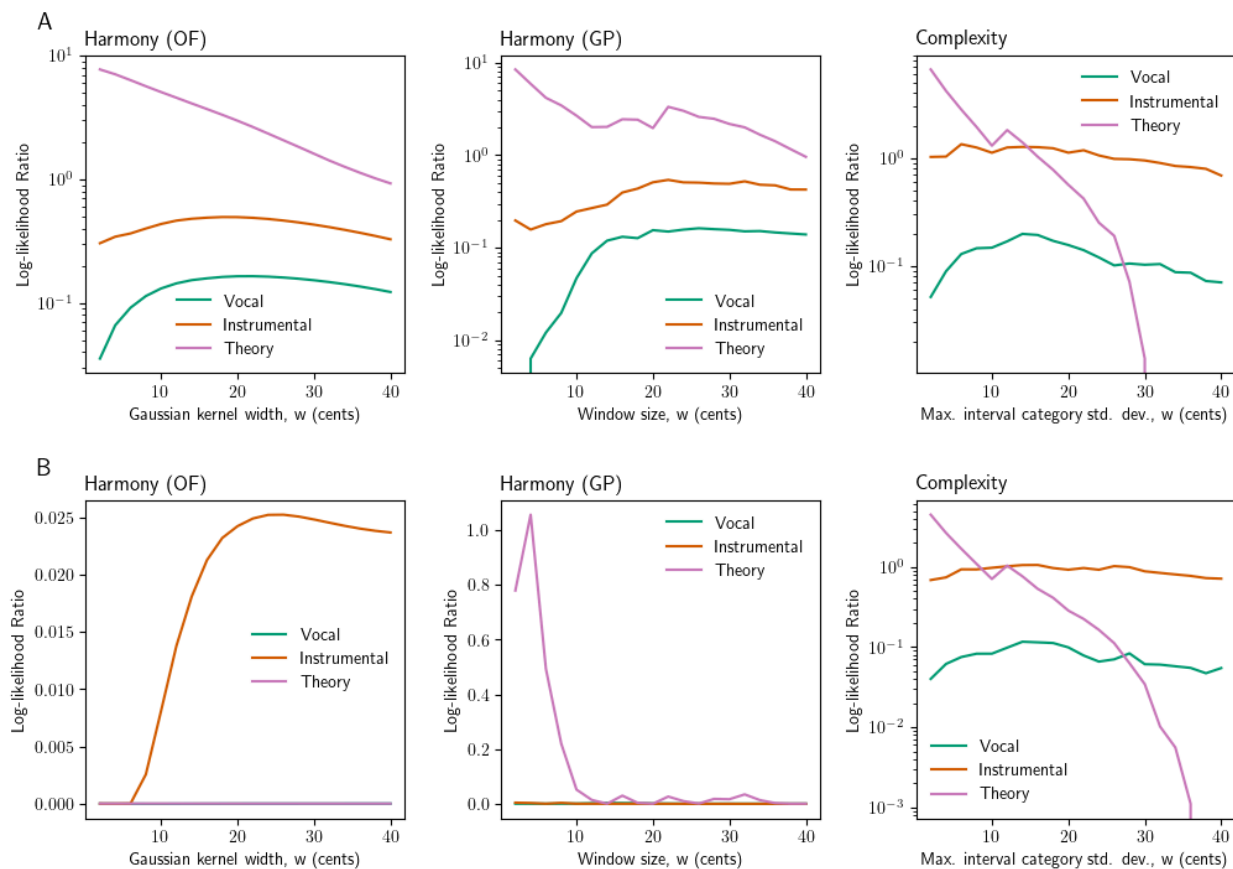 A
Harmony (OF)
Log-likelihood Ratio
10^1
10^0
10^-1
Vocal
Instrumental
Theory
10 20 30 40
Gaussian kernel width, w (cents)
Harmony (GP)
Log-likelihood Ratio
10^1
10^0
10^-1
10^-2
Vocal
Instrumental
Theory
10 20 30 40
Window size, w (cents)
Complexity
Log-likelihood Ratio
10^0
10^-1
Vocal
Instrumental
Theory
10 20 30 40
Max. interval category std. dev., w (cents)
B
Harmony (OF)
Log-likelihood Ratio
0.025
0.020
0.015
0.010
0.005
0.000
Vocal
Instrumental
Theory
10 20 30 40
Gaussian kernel width, w (cents)
Harmony (GP)
Log-likelihood Ratio
1.0
0.8
0.6
0.4
0.2
0.0
Vocal
Instrumental
Theory
10 20 30 40
Window size, w (cents)
Complexity
Log-likelihood Ratio
10^0
10^-1
10^-2
10^-3
Vocal
Instrumental
Theory
10 20 30 40
Max. interval category std. dev., w (cents)